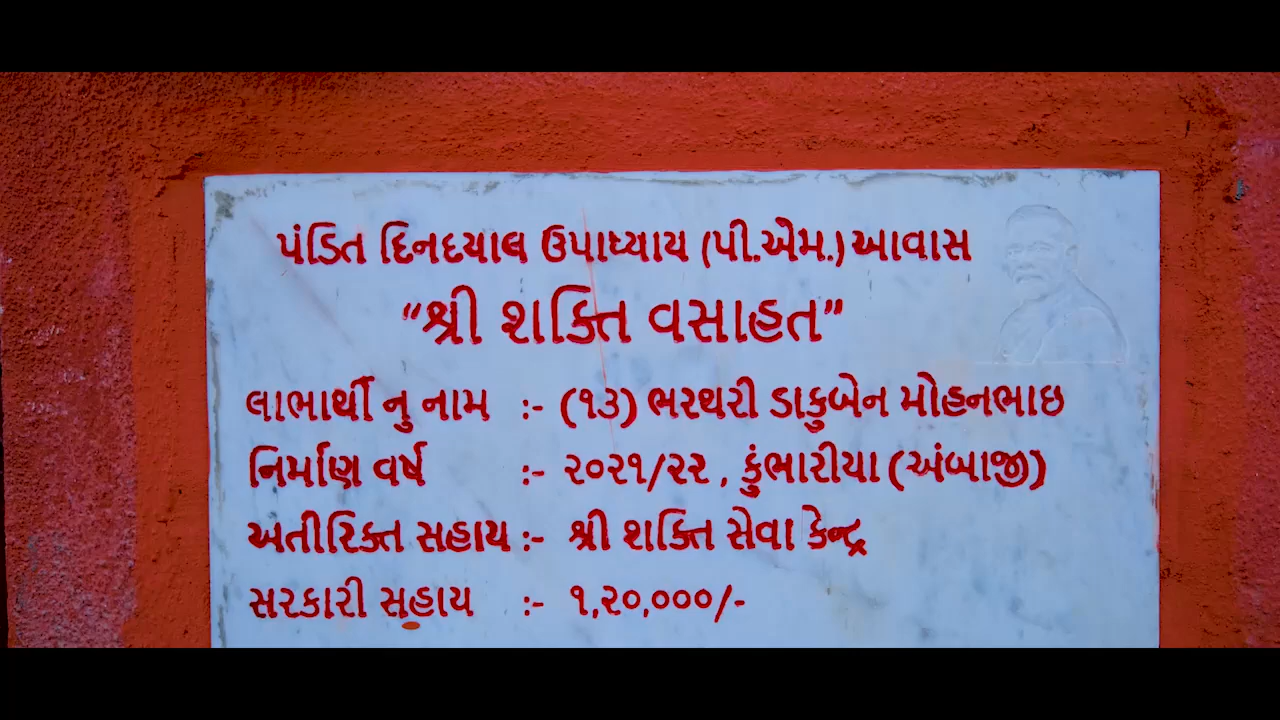 પંડિત દિનદયાલ ઉપાધ્યાય (પી.એમ.) આવાસ
“શ્રી શક્તિ વસાહત”
લાભાર્થી નુ નામ :- (૧૩) ભરથરી ડાકુબેન મોહનભાઇ
નિર્માણ વર્ષ :- ૨૦૨૧/૨૨ , કુંભારીયા (અંબાજી)
અતીરિક્ત સહાય :- શ્રી શક્તિ સેવા કેન્દ્ર
સરકારી સહાય :- ૧,૨૦,૦૦૦/-